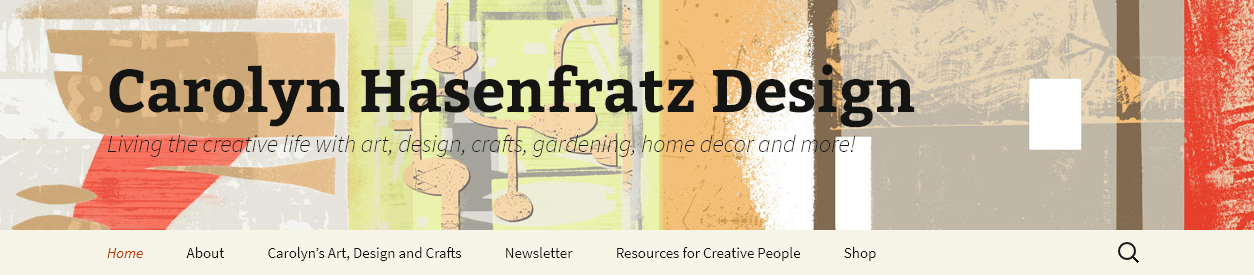 Carolyn Hasenfratz Design
Living the creative life with art, design, crafts, gardening, home decor and more!
Home About Carolyn's Art, Design and Crafts Newsletter Resources for Creative People Shop